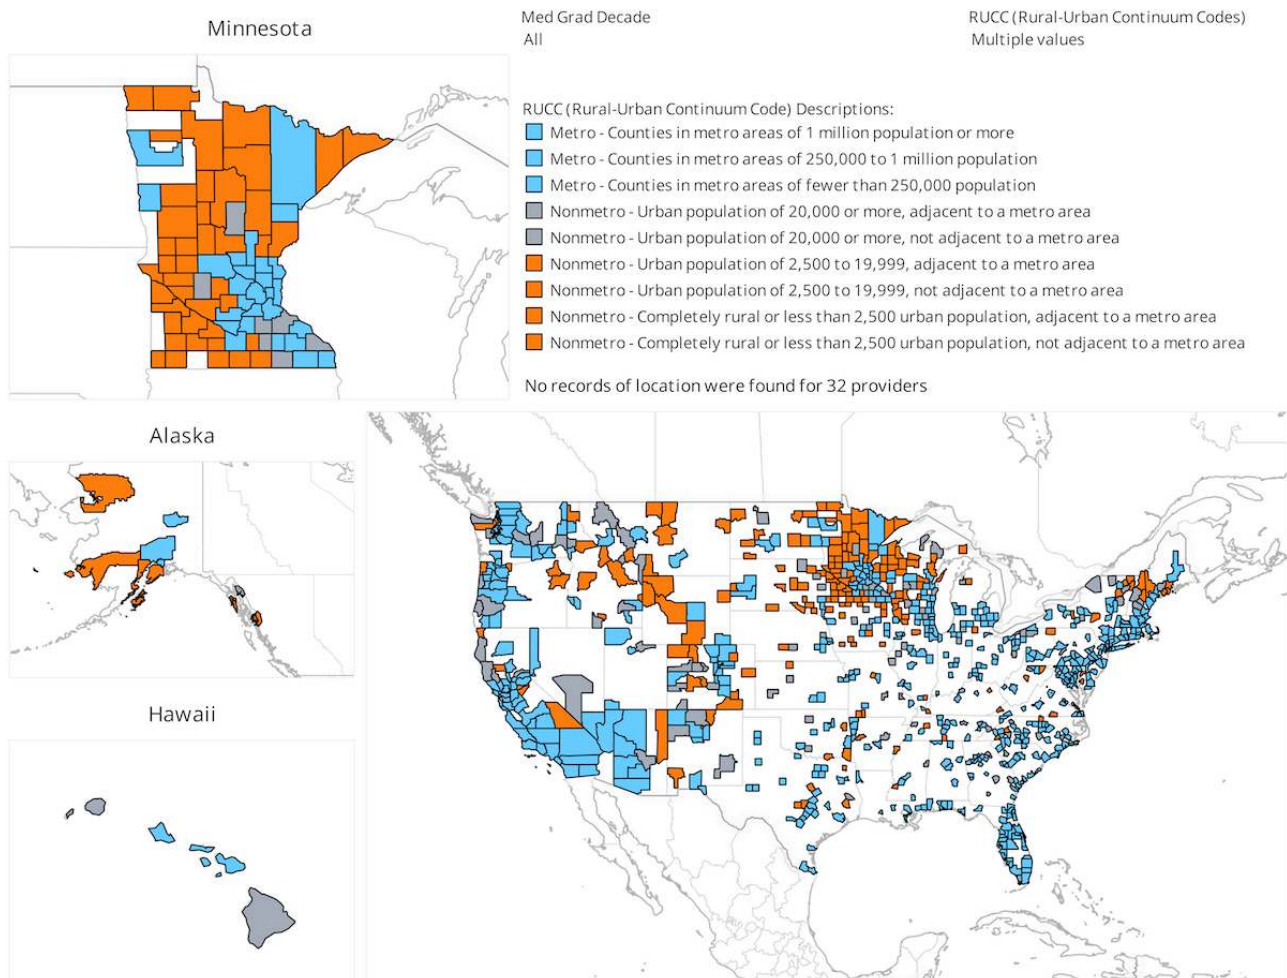 Minnesota
Med Grad Decade
All
RUCC (Rural-Urban Continuum Codes)
Multiple values
RUCC (Rural-Urban Continuum Code) Descriptions:
Metro - Counties in metro areas of 1 million population or more
Metro - Counties in metro areas of 250,000 to 1 million population
Metro - Counties in metro areas of fewer than 250,000 population
Nonmetro - Urban population of 20,000 or more, adjacent to a metro area
Nonmetro - Urban population of 20,000 or more, not adjacent to a metro area
Nonmetro - Urban population of 2,500 to 19,999, adjacent to a metro area
Nonmetro - Urban population of 2,500 to 19,999, not adjacent to a metro area
Nonmetro - Completely rural or less than 2,500 urban population, adjacent to a metro area
Nonmetro - Completely rural or less than 2,500 urban population, not adjacent to a metro area
No records of location were found for 32 providers
Alaska
Hawaii